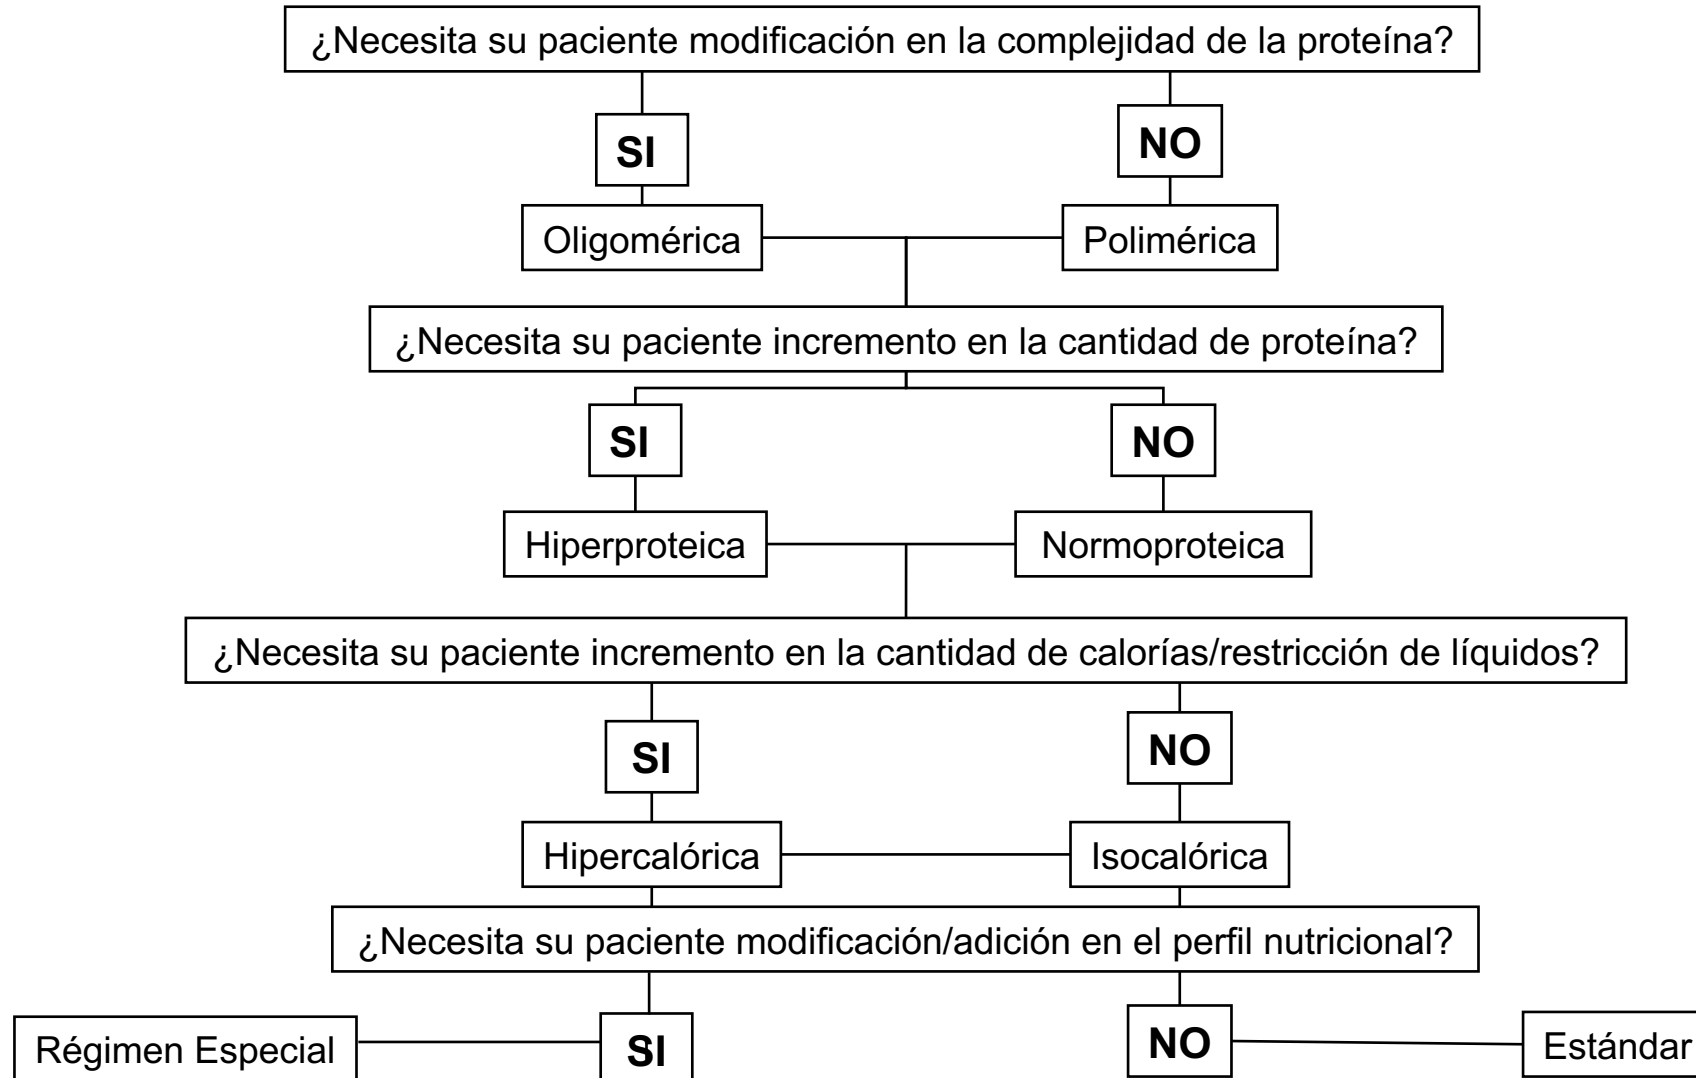 ¿Necesita su paciente modificación en la complejidad de la proteína?
SI
NO
Oligomérica
Polimérica
¿Necesita su paciente incremento en la cantidad de proteína?
SI
NO
Hiperproteica
Normoproteica
¿Necesita su paciente incremento en la cantidad de calorías/restricción de líquidos?
SI
NO
Hipercalórica
Isocalórica
¿Necesita su paciente modificación/adición en el perfil nutricional?
Régimen Especial
SI
NO
Estándar